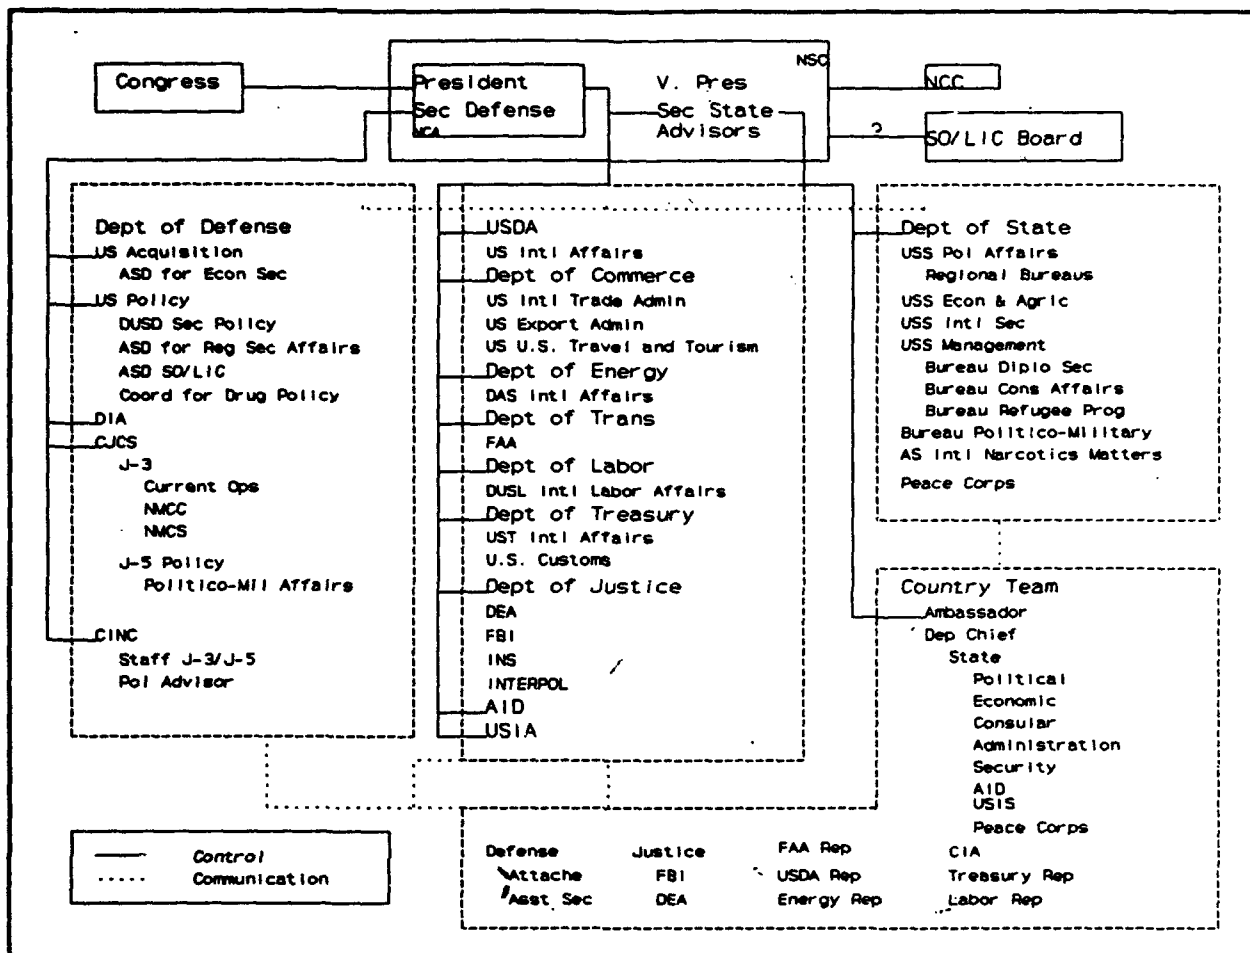 NSC
Congress
President
Sec Defense
NCA
V. Pres
Sec State
Advisors
NCC
?
SO/LIC Board
Dept of Defense
US Acquisition
ASD for Econ Sec
US Policy
DUSD Sec Policy
ASD for Reg Sec Affairs
ASD SO/LIC
Coord for Drug Policy
DIA
CJCS
J-3
Current Ops
NMCC
NMCS
J-5 Policy
Politico-Mil Affairs
CINC
Staff J-3/J-5
Pol Advisor
USDA
US Intl Affairs
Dept of Commerce
US Intl Trade Admin
US Export Admin
US U.S. Travel and Tourism
Dept of Energy
DAS Intl Affairs
Dept of Trans
FAA
Dept of Labor
DUSL Intl Labor Affairs
Dept of Treasury
UST Intl Affairs
U.S. Customs
Dept of Justice
DEA
FBI
INS
INTERPOL
AID
USIA
Dept of State
USS Pol Affairs
Regional Bureaus
USS Econ & Agric
USS Intl Sec
USS Management
Bureau Diplo Sec
Bureau Cons Affairs
Bureau Refugee Prog
Bureau Politico-Military
AS Intl Narcotics Matters
Peace Corps
Country Team
Ambassador
Dep Chief
State
Political
Economic
Consular
Administration
Security
AID
USIS
Peace Corps
Defense
Attache
Asst Sec
Justice
FBI
DEA
FAA Rep
USDA Rep
Energy Rep
CIA
Treasury Rep
Labor Rep
Control
Communication